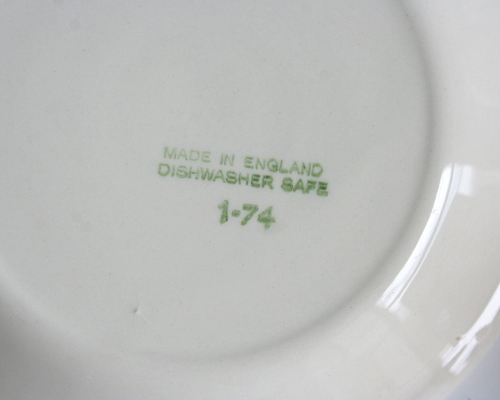 MADE IN ENGLAND
DISHWASHER SAFE
1-74